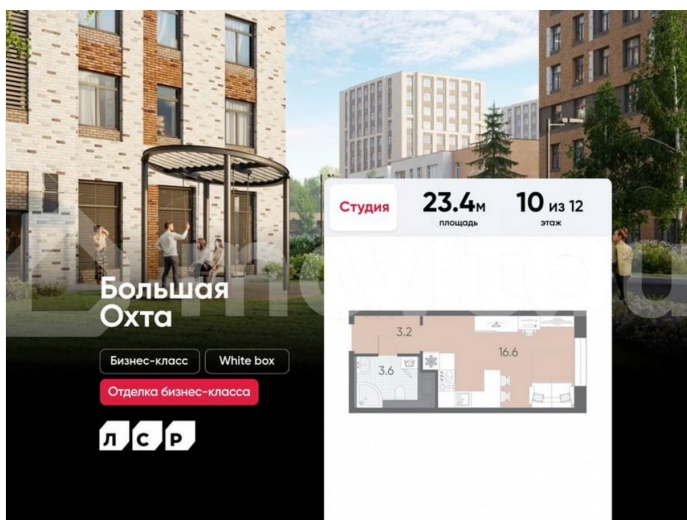 Студия
23.4м
площадь
10 из 12
этаж
Большая
Охта
Бизнес-класс
White box
Отделка бизнес-класса
ЛСР
3.2
16.6
3.6